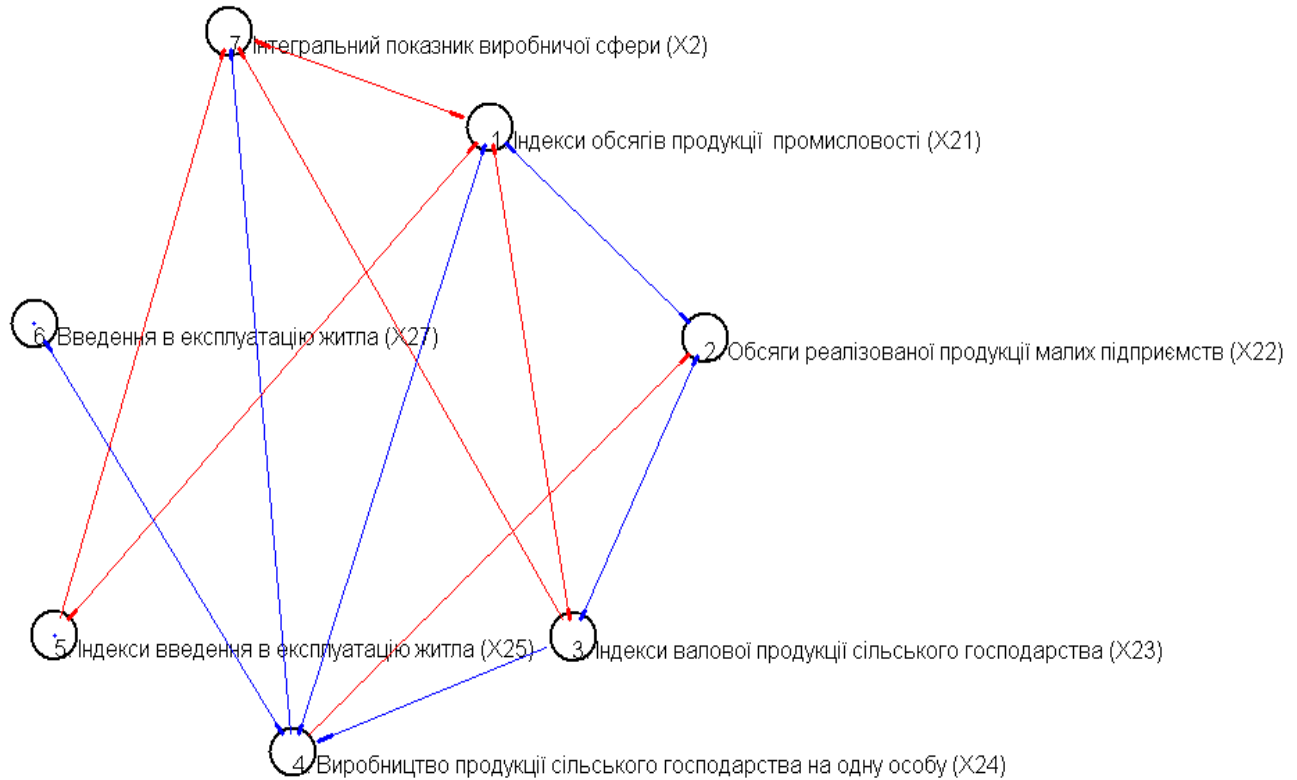 7. Інтегральний показник виробничої сфери (X2)
1. Індекси обсягів продукції промисловості (X21)
6. Введення в експлуатацію житла (X27)
2. Обсяги реалізованої продукції малих підприємств (X22)
5. Індекси введення в експлуатацію житла (X25)
3. Індекси валової продукції сільського господарства (X23)
4. Виробництво продукції сільського господарства на одну особу (X24)